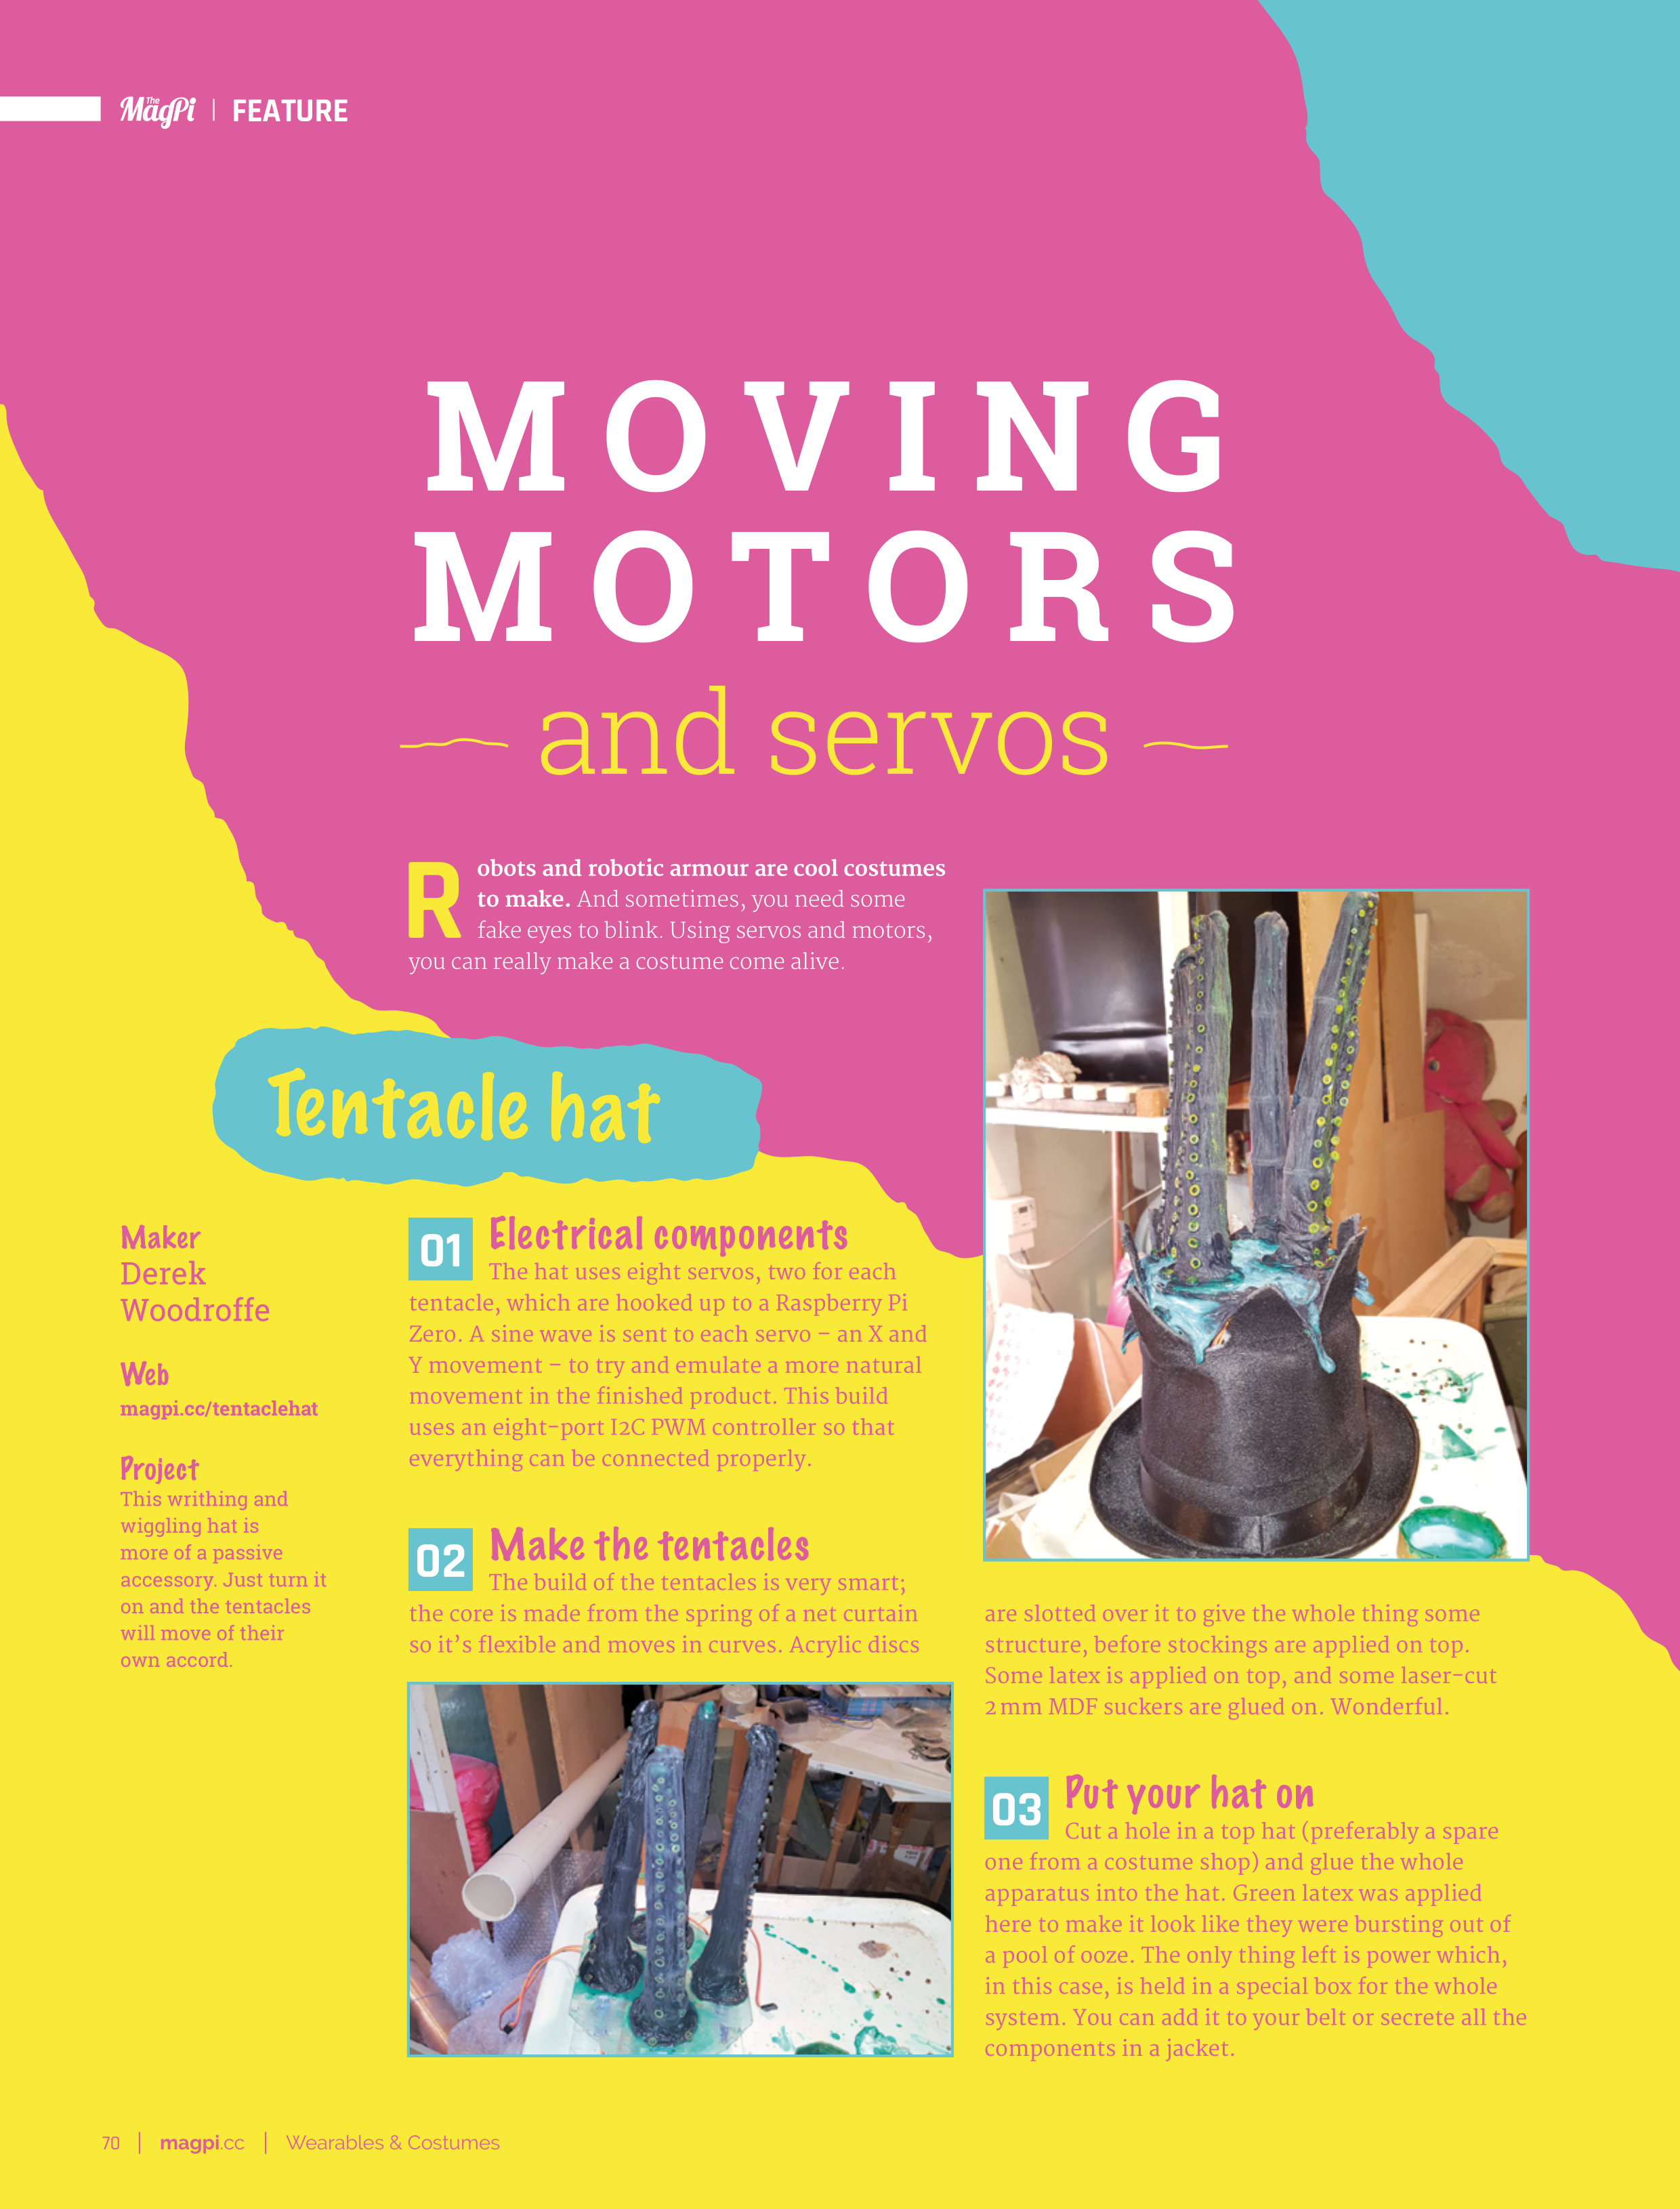 The MagPi | FEATURE
MOVING
MOTORS
and servos
Robots and robotic armour are cool costumes
to make. And sometimes, you need some
fake eyes to blink. Using servos and motors,
you can really make a costume come alive.
Tentacle hat
Maker
Derek
Woodroffe
Web
magpi.cc/tentaclehat
Project
This writhing and
wiggling hat is
more of a passive
accessory. Just turn it
on and the tentacles
will move of their
own accord.
01 Electrical components
The hat uses eight servos, two for each
tentacle, which are hooked up to a Raspberry Pi
Zero. A sine wave is sent to each servo – an X and
Y movement – to try and emulate a more natural
movement in the finished product. This build
uses an eight-port I2C PWM controller so that
everything can be connected properly.
02 Make the tentacles
The build of the tentacles is very smart;
the core is made from the spring of a net curtain
so it's flexible and moves in curves. Acrylic discs
are slotted over it to give the whole thing some
structure, before stockings are applied on top.
Some latex is applied on top, and some laser-cut
2 mm MDF suckers are glued on. Wonderful.
03 Put your hat on
Cut a hole in a top hat (preferably a spare
one from a costume shop) and glue the whole
apparatus into the hat. Green latex was applied
here to make it look like they were bursting out of
a pool of ooze. The only thing left is power which,
in this case, is held in a special box for the whole
system. You can add it to your belt or secrete all the
components in a jacket.
70 | magpi.cc | Wearables & Costumes